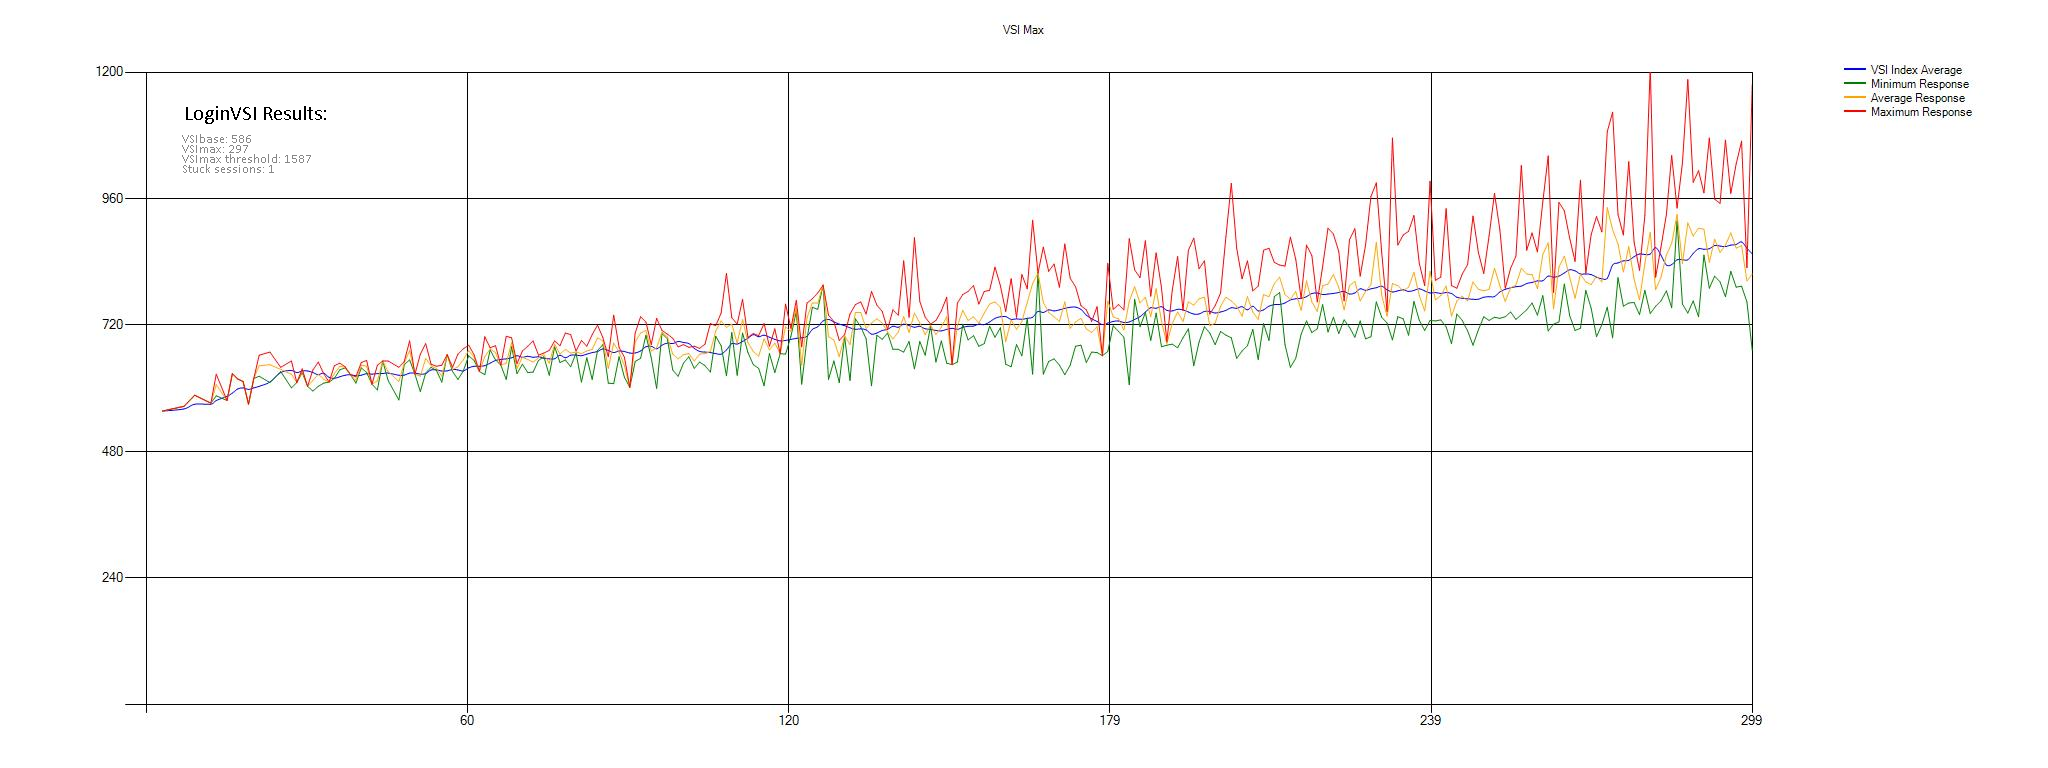 VSI Max
1200
960
720
480
240
60
120
179
239
299
LoginVSI Results:
VSIbase: 586
VSImax: 297
VSImax threshold: 1587
Stuck sessions: 1
VSI Index Average
Minimum Response
Average Response
Maximum Response